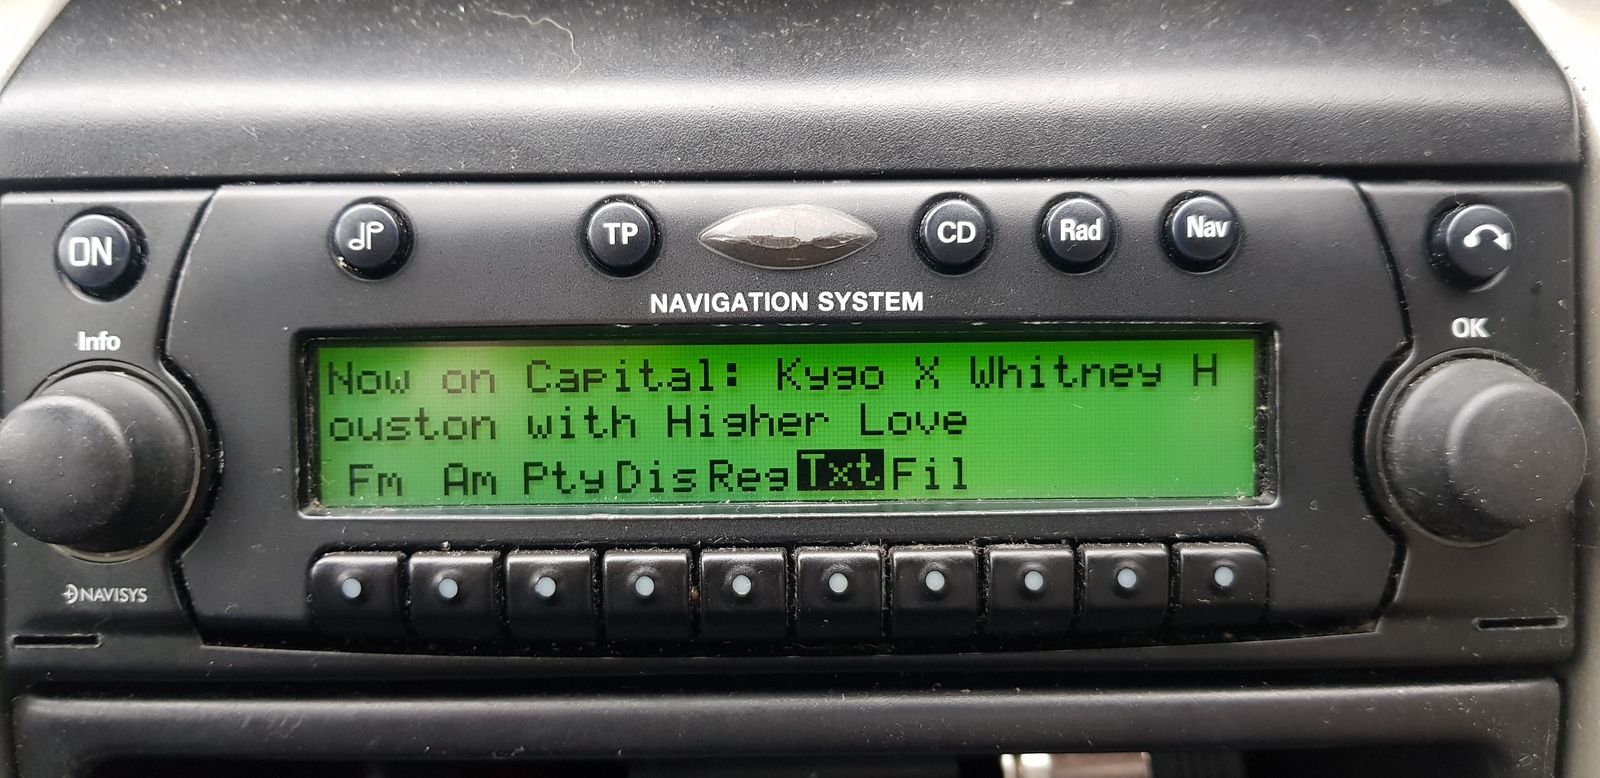 ON
TP
CD
Rad
Nav
NAVIGATION SYSTEM
Info
OK
Now on Capital: Kygo X Whitney H
ouston with Higher Love
Fm Am Pty Dis Reg Txt Fil
NAVISYS